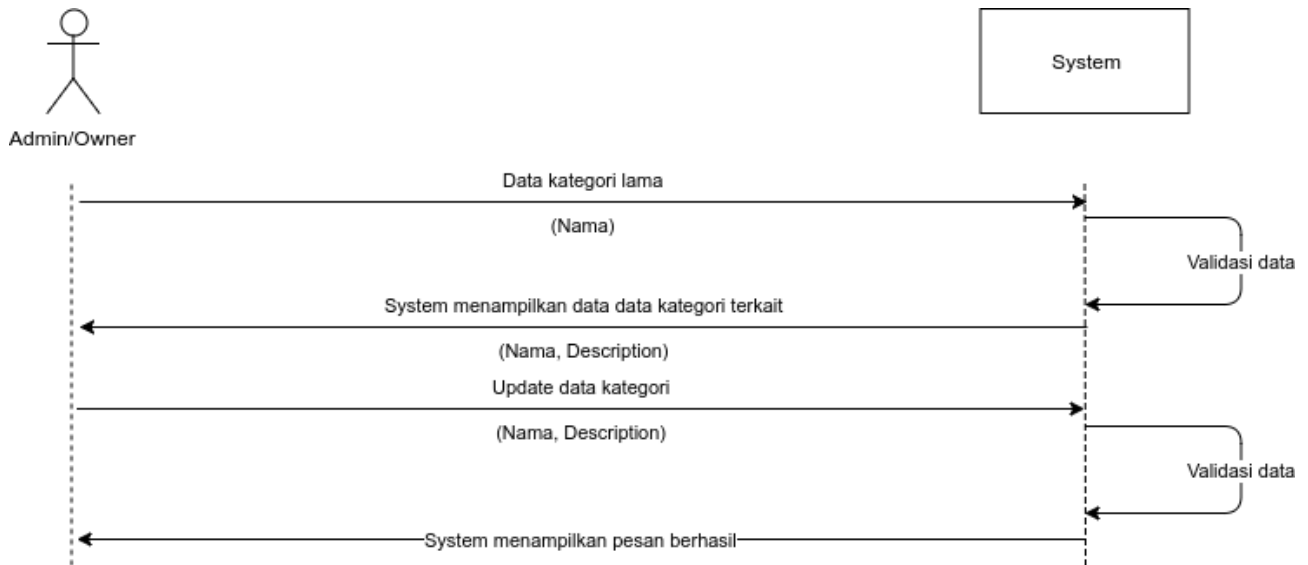 System
Admin/Owner
Data kategori lama
(Nama)
Validasi data
System menampilkan data data kategori terkait
(Nama, Description)
Update data kategori
(Nama, Description)
Validasi data
System menampilkan pesan berhasil